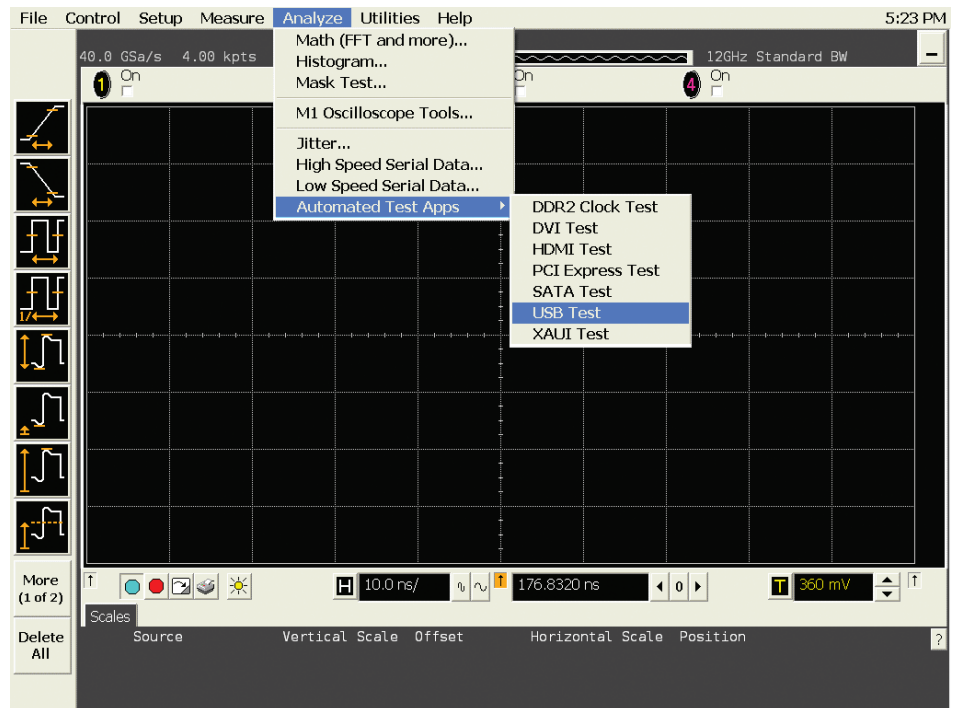 File Control Setup Measure Analyze Utilities Help 5:23 PM
40.0 GSa/s 4.00 kpts 12GHz Standard BW
1 On On 4 On
Math (FFT and more)...
Histogram...
Mask Test...
M1 Oscilloscope Tools...
Jitter...
High Speed Serial Data...
Low Speed Serial Data...
Automated Test Apps
DDR2 Clock Test
DVI Test
HDMI Test
PCI Express Test
SATA Test
USB Test
XAUI Test
1/
More
(1 of 2)
Delete
All
H 10.0 ns/ 176.8320 ns 0 T 360 mV
Scales
Source Vertical Scale Offset Horizontal Scale Position ?